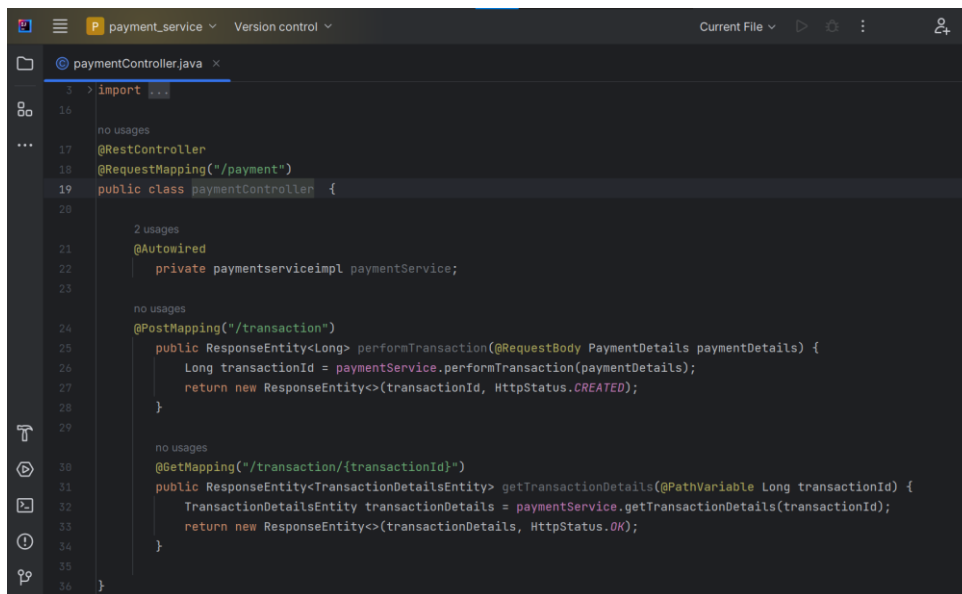 P payment_service Version control Current File
paymentController.java
3 import ...
16
no usages
17 @RestController
18 @RequestMapping("/payment")
19 public class paymentController {
20
2 usages
21 @Autowired
22 private paymentserviceimpl paymentService;
23
no usages
24 @PostMapping("/transaction")
25 public ResponseEntity<Long> performTransaction(@RequestBody PaymentDetails paymentDetails) {
26 Long transactionId = paymentService.performTransaction(paymentDetails);
27 return new ResponseEntity<>(transactionId, HttpStatus.CREATED);
28 }
29
no usages
30 @GetMapping("/transaction/{transactionId}")
31 public ResponseEntity<TransactionDetailsEntity> getTransactionDetails(@PathVariable Long transactionId) {
32 TransactionDetailsEntity transactionDetails = paymentService.getTransactionDetails(transactionId);
33 return new ResponseEntity<>(transactionDetails, HttpStatus.OK);
34 }
35
36 }